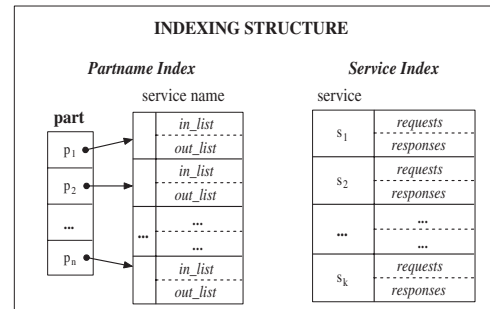 INDEXING STRUCTURE
Partname Index
service name
part
p1
p2
...
pn
in_list
out_list
in_list
out_list
...
...
...
in_list
out_list
Service Index
service
s1
requests
responses
s2
requests
responses
...
...
...
sk
requests
responses